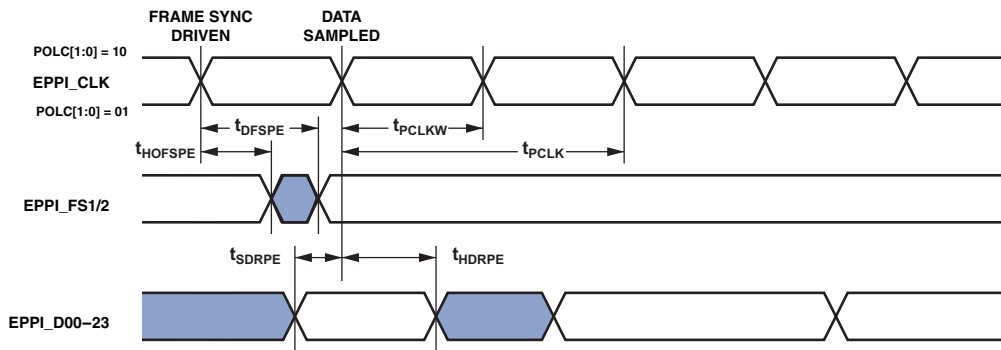 FRAME SYNC
DRIVEN
DATA
SAMPLED
POLC[1:0] = 10
EPPI_CLK
POLC[1:0] = 01
tDFSPE
tPCLKW
tHOFSPE
tPCLK
EPPI_FS1/2
tSDRPE
tHDRPE
EPPI_D00–23